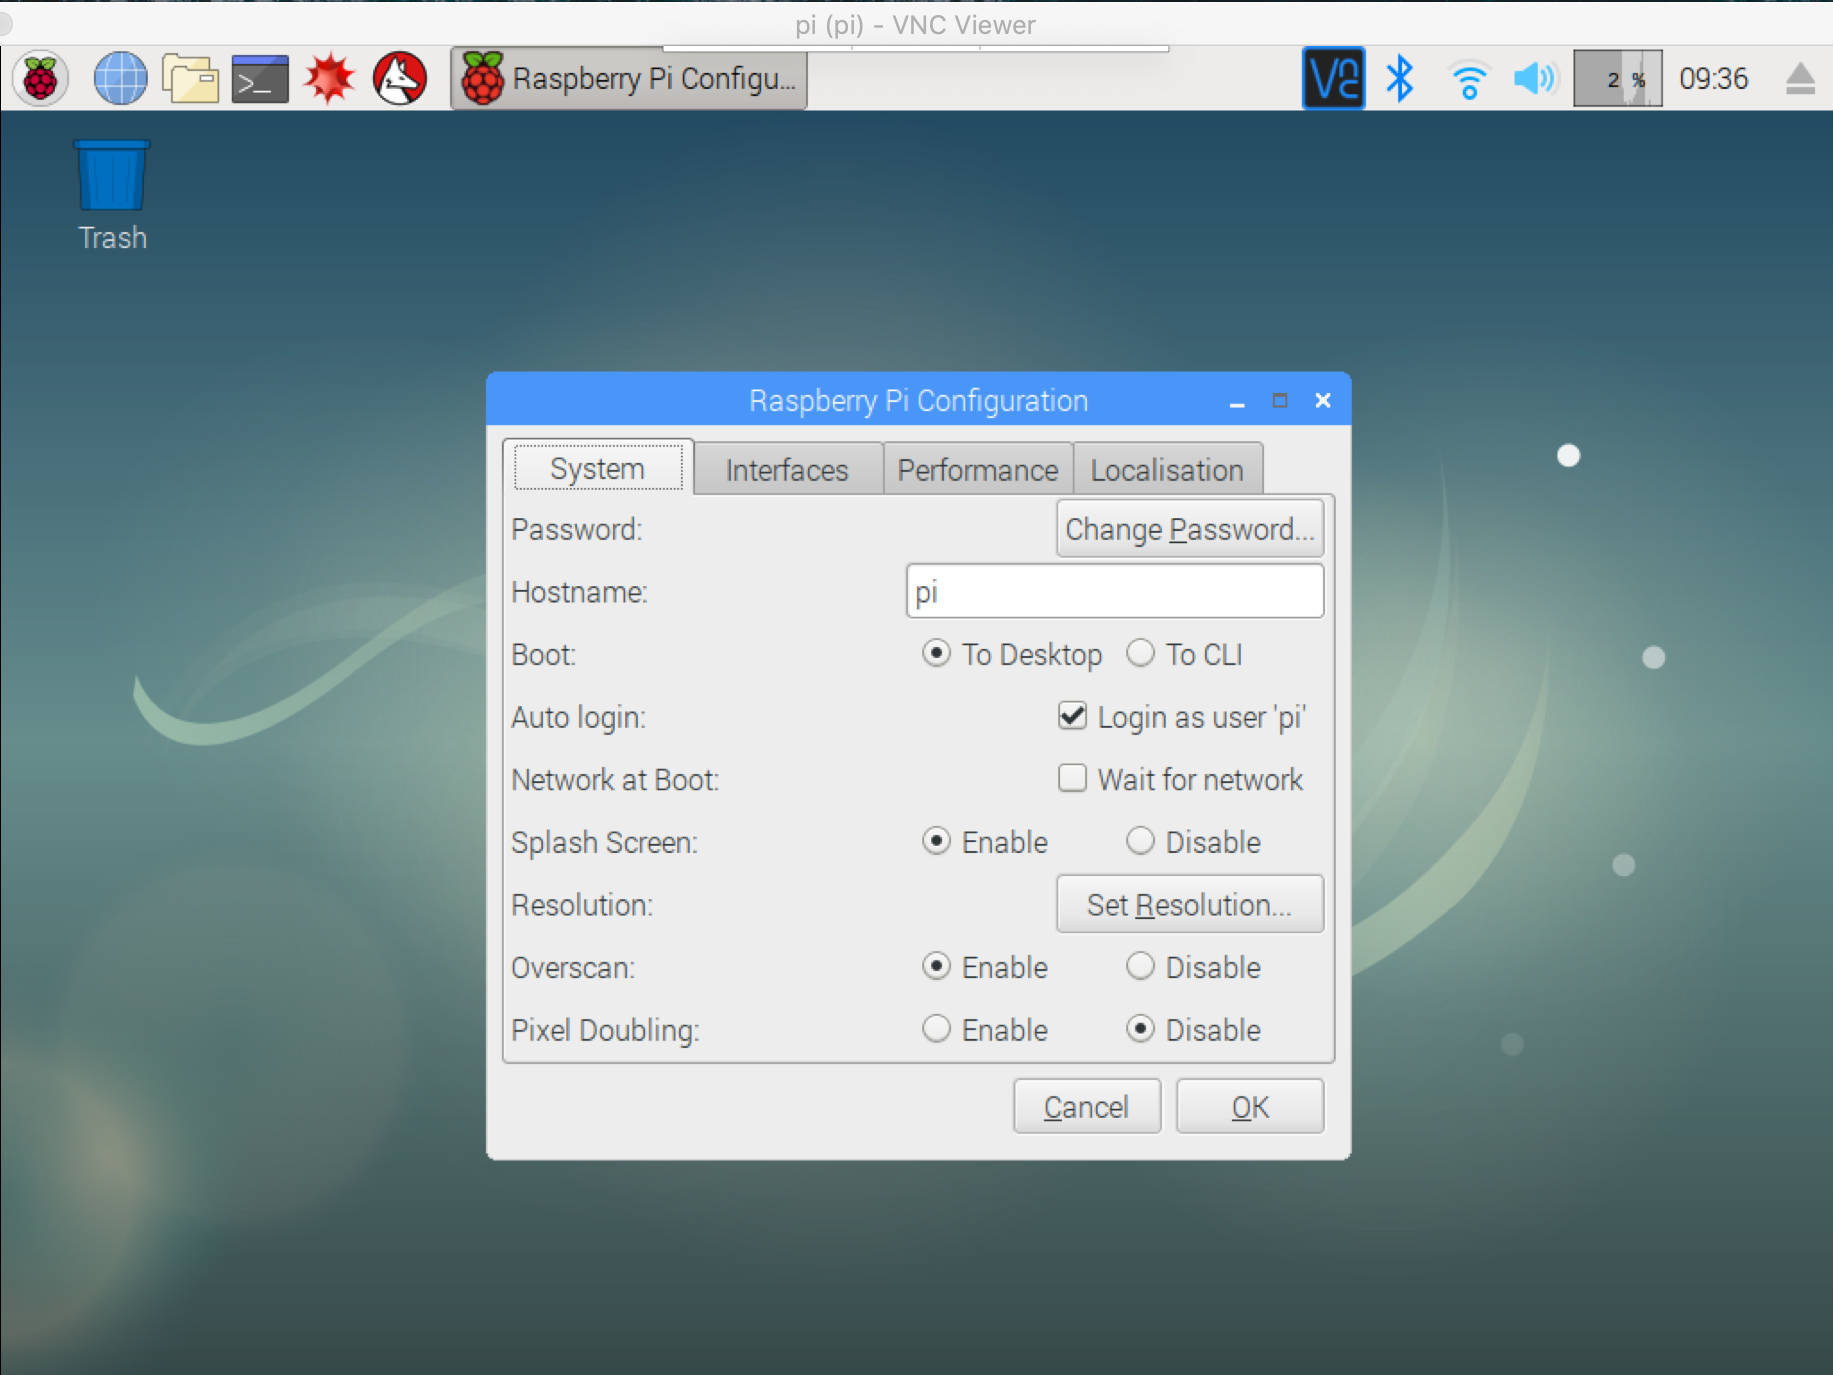 pi (pi) - VNC Viewer
Raspberry Pi Configu...
V2
2 %
09:36
Trash
Raspberry Pi Configuration
System
Interfaces
Performance
Localisation
Password:
Change Password...
Hostname:
pi
Boot:
To Desktop
To CLI
Auto login:
Login as user 'pi'
Network at Boot:
Wait for network
Splash Screen:
Enable
Disable
Resolution:
Set Resolution...
Overscan:
Enable
Disable
Pixel Doubling:
Enable
Disable
Cancel
OK